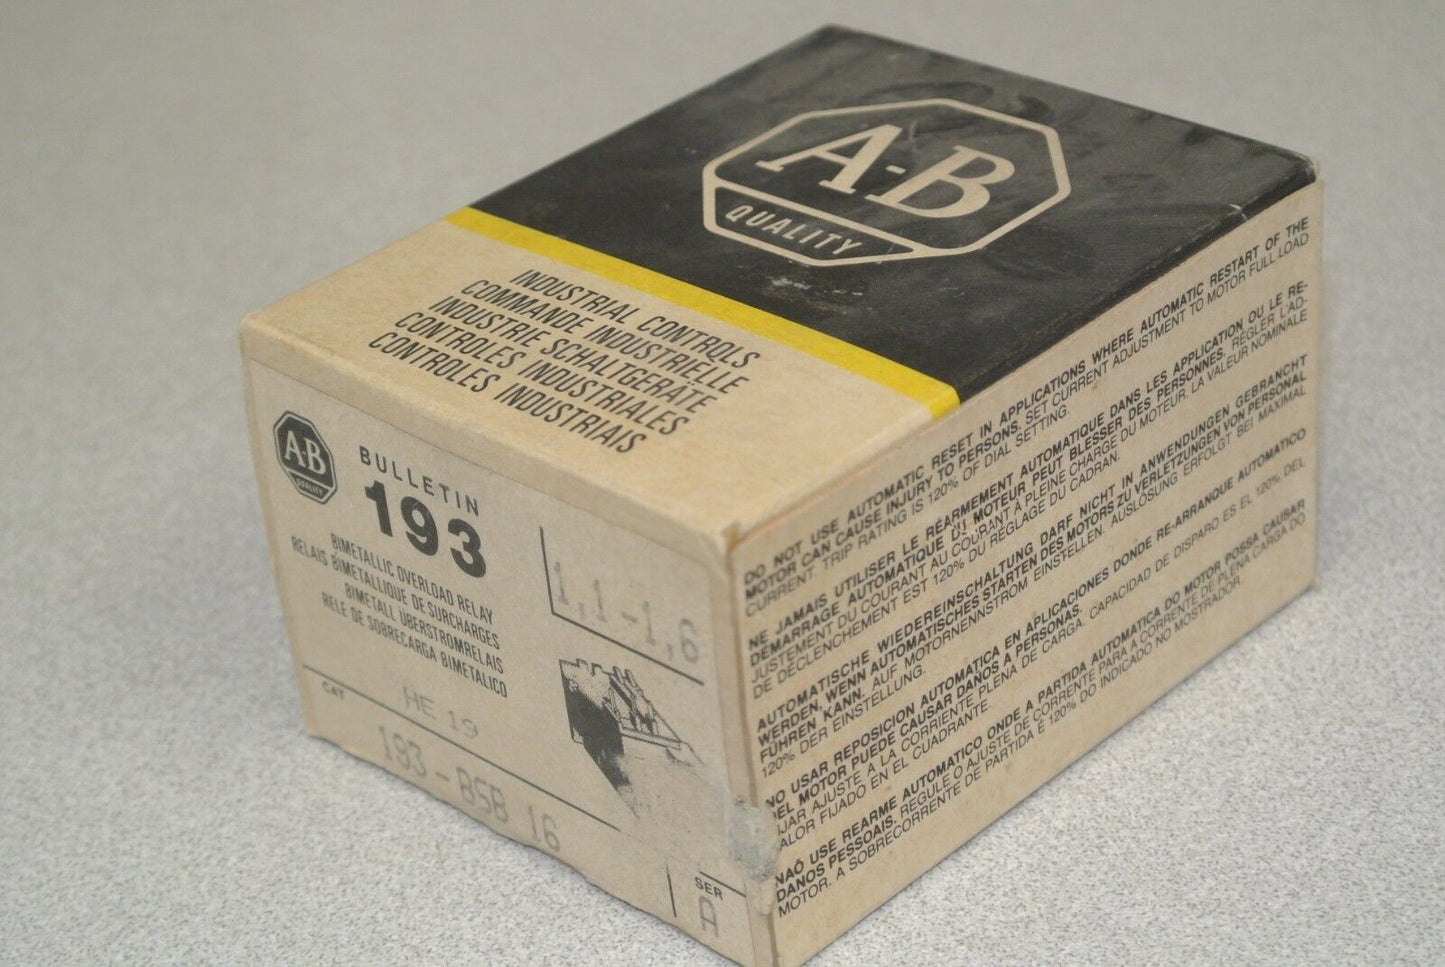 A-B
QUALITY
INDUSTRIAL CONTROLS
COMMANDE INDUSTRIELLE
INDUSTRIE SCHALTGERÄTE
CONTROLES INDUSTRIALES
CONTROLES INDUSTRIAIS
A-B
QUALITY
BULLETIN
193
BIMETALLIC OVERLOAD RELAY
RELAIS BIMETALLIQUE DE SURCHARGES
BIMETALL ÜBERSTROMRELAIS
RELE DE SOBRECARGA BIMETALICO
1,1-1,6
CAT
HE 19
193-BSB 16
SER
A
DO NOT USE AUTOMATIC RESET IN APPLICATIONS WHERE AUTOMATIC RESTART OF THE
MOTOR CAN CAUSE INJURY TO PERSONS. SET CURRENT ADJUSTMENT TO MOTOR FULL LOAD
CURRENT TRIP RATING IS 120% OF DIAL SETTING.
NE JAMAIS UTILISER LE RÉARMEMENT AUTOMATIQUE DANS LES APPLICATION OU LE RE-
DÉMARRAGE AUTOMATIQUE DU MOTEUR PEUT BLESSER DES PERSONNES. RÉGLER L'AD-
JUSTEMENT DU COURANT AU COURANT À PLEINE CHARGE DU MOTEUR. LA VALEUR NOMINALE
DE DÉCLENCHEMENT EST 120% DU RÉGLAGE DU CADRAN.
AUTOMATISCHE WIEDEREINSCHALTUNG DARF NICHT IN ANWENDUNGEN GEBRANCHT
WERDEN, WENN AUTOMATISCHES STARTEN DES MOTORS ZU VERLETZUNGEN VON PERSONAL
FÜHREN KANN. AUF MOTORNENNSTROM EINSTELLEN. AUSLÖSUNG ERFOLGT BEI MAXIMAL
120% DER EINSTELLUNG.
NO USAR REPOSICION AUTOMATICA EN APLICACIONES DONDE RE-ARRANQUE AUTOMATICO
DEL MOTOR PUEDE CAUSAR DAÑOS A PERSONAS.
IJAR AJUSTE A LA CORRIENTE PLENA DE CARGA. CAPACIDAD DE DISPARO ES EL 120% DEL
ALOR FIJADO EN EL CUADRANTE.
NAÓ USE REARME AUTOMATICO ONDE A PARTIDA AUTOMATICA DO MOTOR POSSA CAUSAR
DANOS PESSOAIS. REGULE O AJUSTE DE CORRENTE PARA A CORRENTE DE PLENA CARGA DO
MOTOR. A SOBRECORRENTE DE PARTIDA É 120% DO INDICADO NO MOSTRADOR.